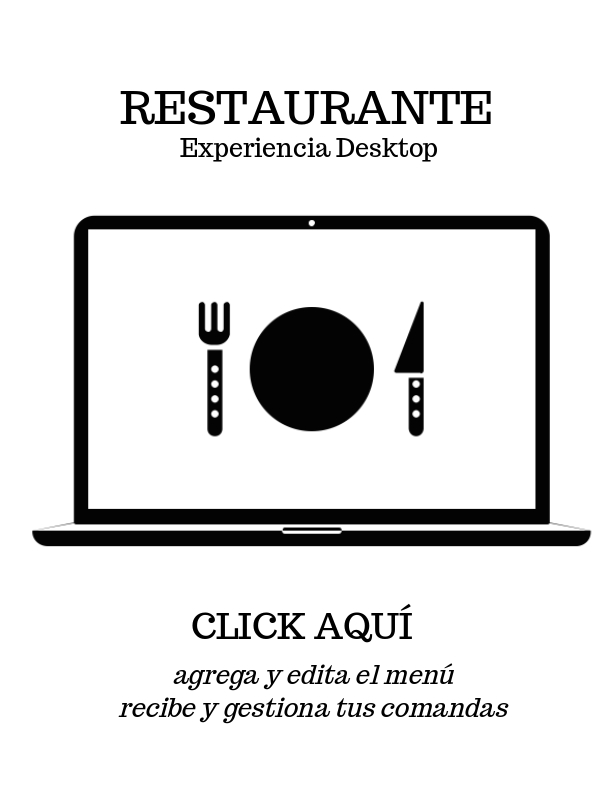 RESTAURANTE
Experiencia Desktop
CLICK AQUÍ
agrega y edita el menú
recibe y gestiona tus comandas